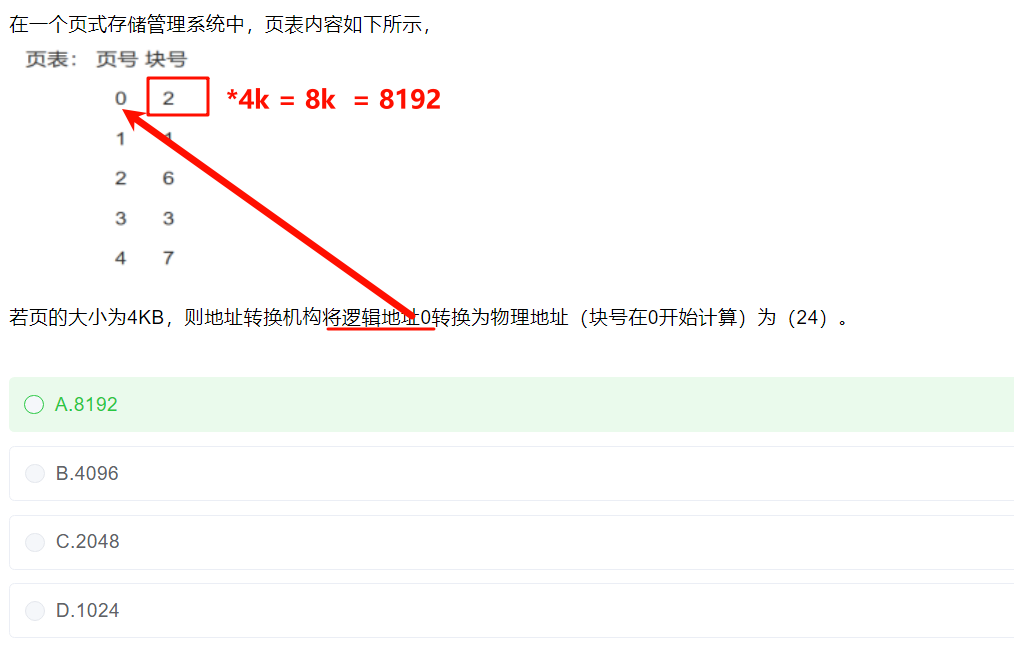 在一个页式存储管理系统中，页表内容如下所示，
页表： 页号 块号
0 2 *4k = 8k = 8192
1 1
2 6
3 3
4 7
若页的大小为4KB，则地址转换机构将逻辑地址0转换为物理地址（块号在0开始计算）为（24）。
A.8192
B.4096
C.2048
D.1024